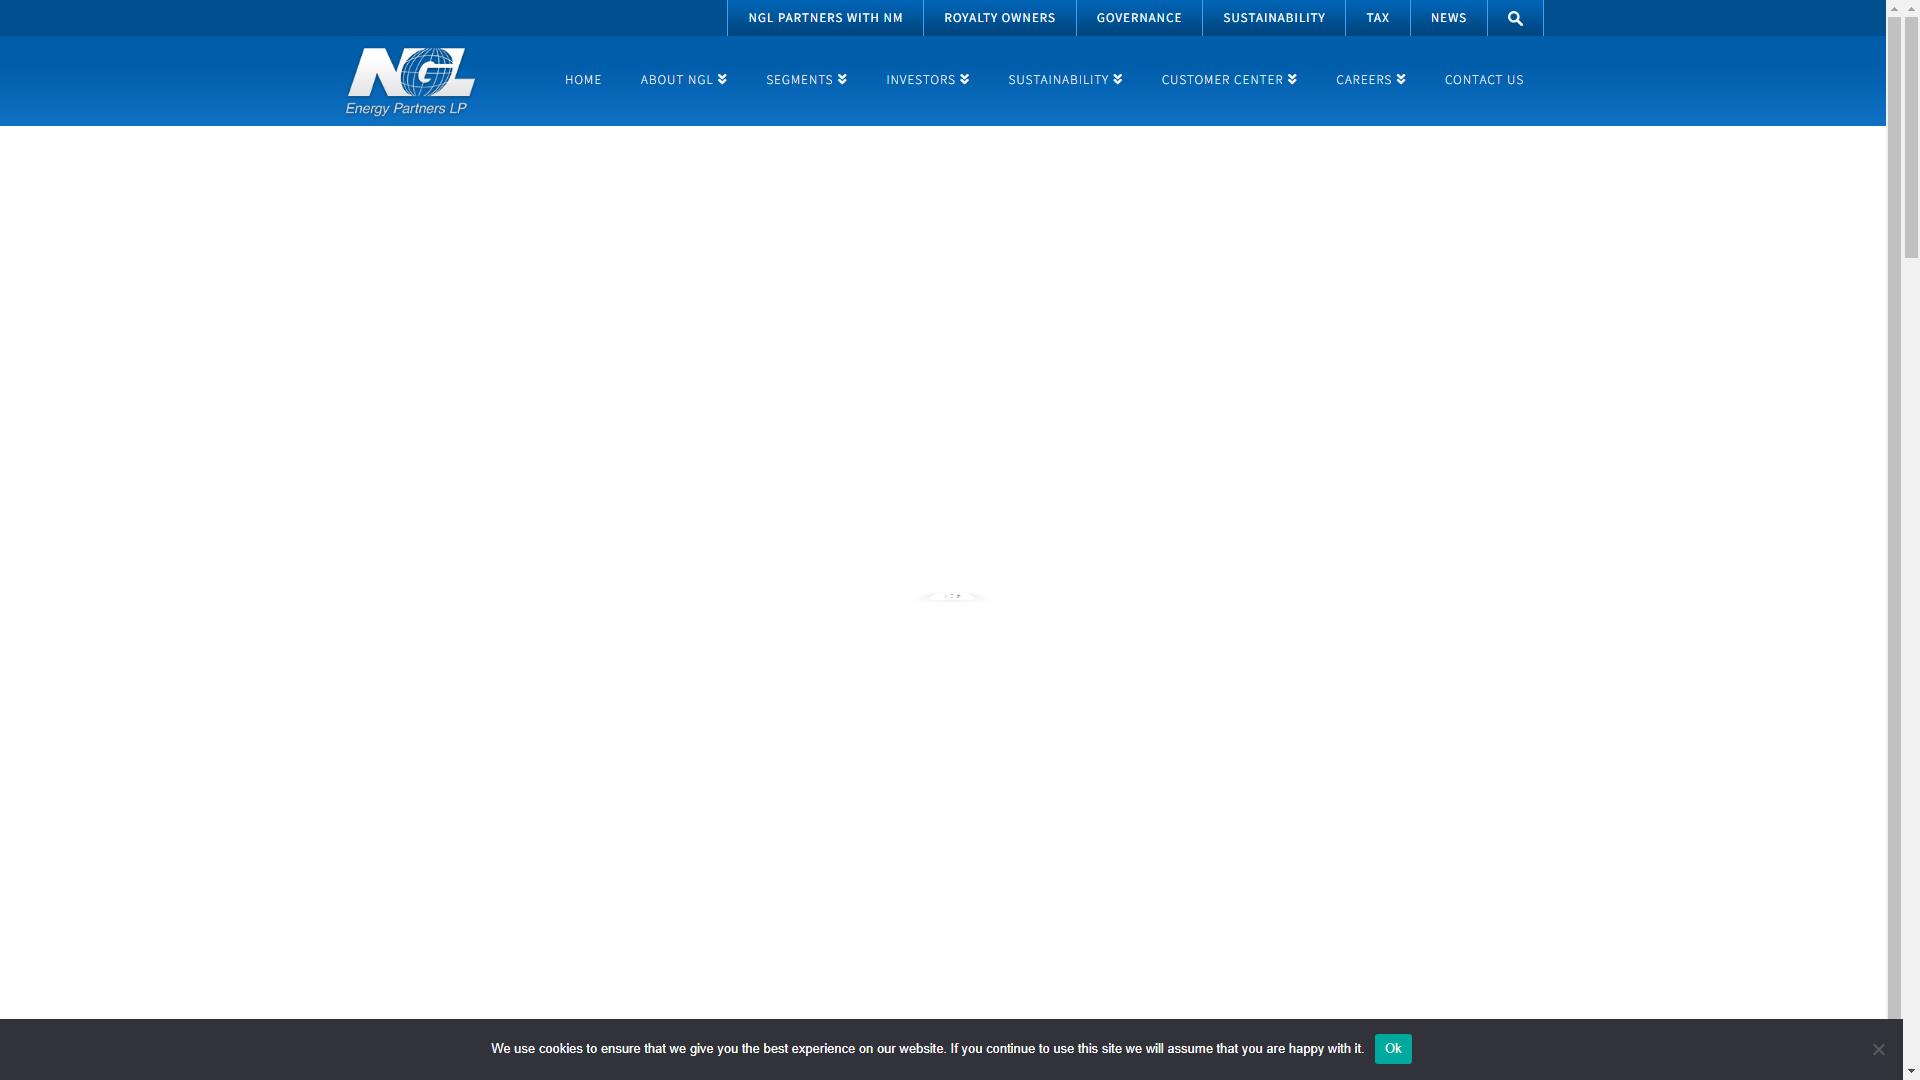 NGL PARTNERS WITH NM ROYALTY OWNERS GOVERNANCE SUSTAINABILITY TAX NEWS
NGL
Energy Partners LP
HOME ABOUT NGL SEGMENTS INVESTORS SUSTAINABILITY CUSTOMER CENTER CAREERS CONTACT US
We use cookies to ensure that we give you the best experience on our website. If you continue to use this site we will assume that you are happy with it. Ok